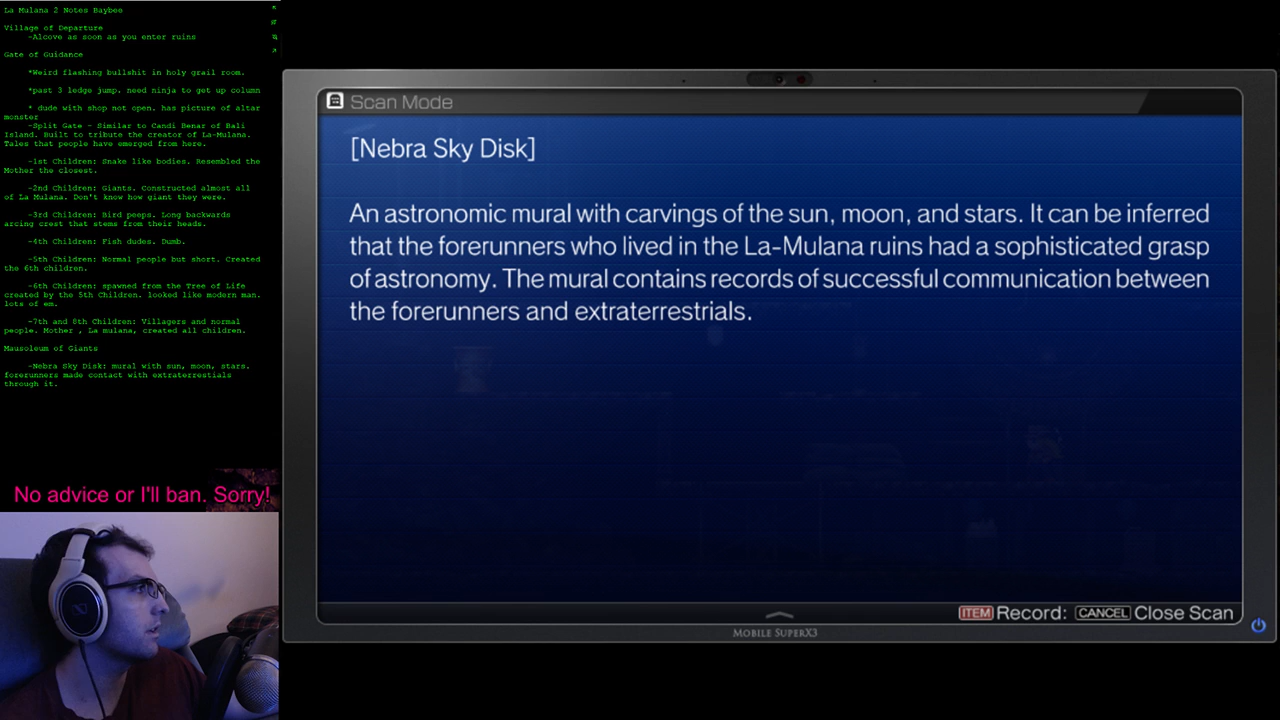 La Mulana 2 Notes Baybee
Village of Departure
-Alcove as soon as you enter ruins
Gate of Guidance
*Weird flashing bullshit in holy grail room.
*past 3 ledge jump. need ninja to get up column
* dude with shop not open. has picture of altar
monster
-Split Gate - Similar to Candi Benar of Bali
Island. Built to tribute the creator of La-Mulana.
Tales that people have emerged from here.
-1st Children: Snake like bodies. Resembled the
Mother the closest.
-2nd Children: Giants. Constructed almost all
of La Mulana. Don't know how giant they were.
-3rd Children: Bird peeps. Long backwards
arcing crest that stems from their heads.
-4th Children: Fish dudes. Dumb.
-5th Children: Normal people but short. Created
the 6th children.
-6th Children: spawned from the Tree of Life
created by the 5th Children. looked like modern man.
lots of em.
-7th and 8th Children: Villagers and normal
people. Mother , La mulana, created all children.
Mausoleum of Giants
-Nebra Sky Disk: mural with sun, moon, stars.
forerunners made contact with extraterrestials
through it.
No advice or I'll ban. Sorry!
Scan Mode
[Nebra Sky Disk]
An astronomic mural with carvings of the sun, moon, and stars. It can be inferred
that the forerunners who lived in the La-Mulana ruins had a sophisticated grasp
of astronomy. The mural contains records of successful communication between
the forerunners and extraterrestrials.
ITEM Record: CANCEL Close Scan
MOBILE SUPERX3